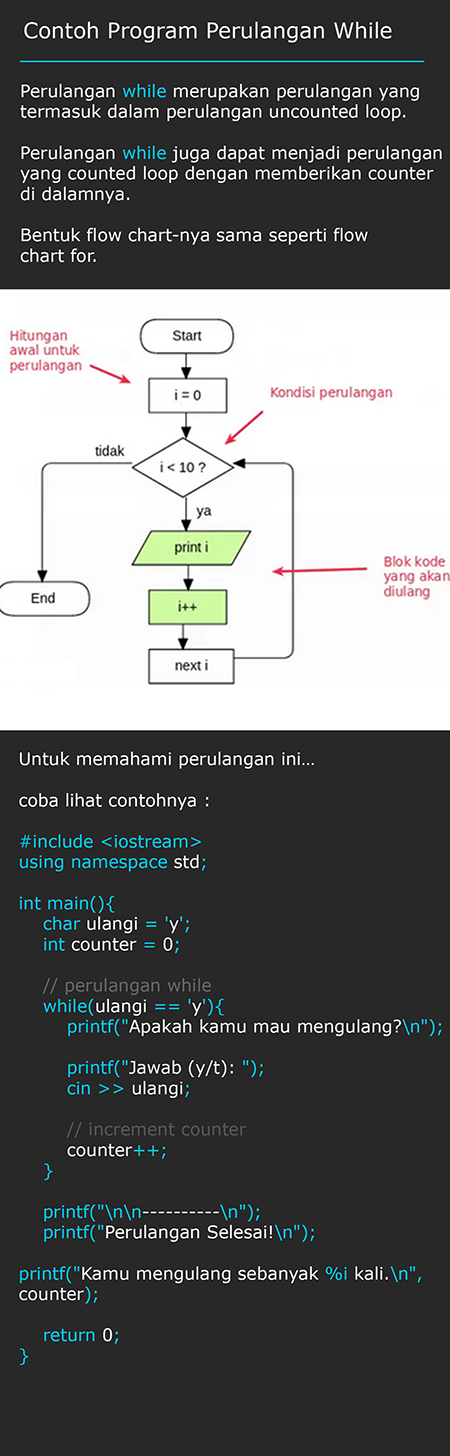 Contoh Program Perulangan While
Perulangan while merupakan perulangan yang
termasuk dalam perulangan uncounted loop.
Perulangan while juga dapat menjadi perulangan
yang counted loop dengan memberikan counter
di dalamnya.
Bentuk flow chart-nya sama seperti flow
chart for.
Hitungan
awal untuk
perulangan
Start
i = 0
Kondisi perulangan
tidak
i < 10 ?
ya
print i
Blok kode
yang akan
diulang
End
i++
next i
Untuk memahami perulangan ini...
coba lihat contohnya :
#include <iostream>
using namespace std;
int main(){
char ulangi = 'y';
int counter = 0;
// perulangan while
while(ulangi == 'y'){
printf("Apakah kamu mau mengulang?\n");
printf("Jawab (y/t): ");
cin >> ulangi;
// increment counter
counter++;
}
printf("\n\n----------\n");
printf("Perulangan Selesai!\n");
printf("Kamu mengulang sebanyak %i kali.\n",
counter);
return 0;
}